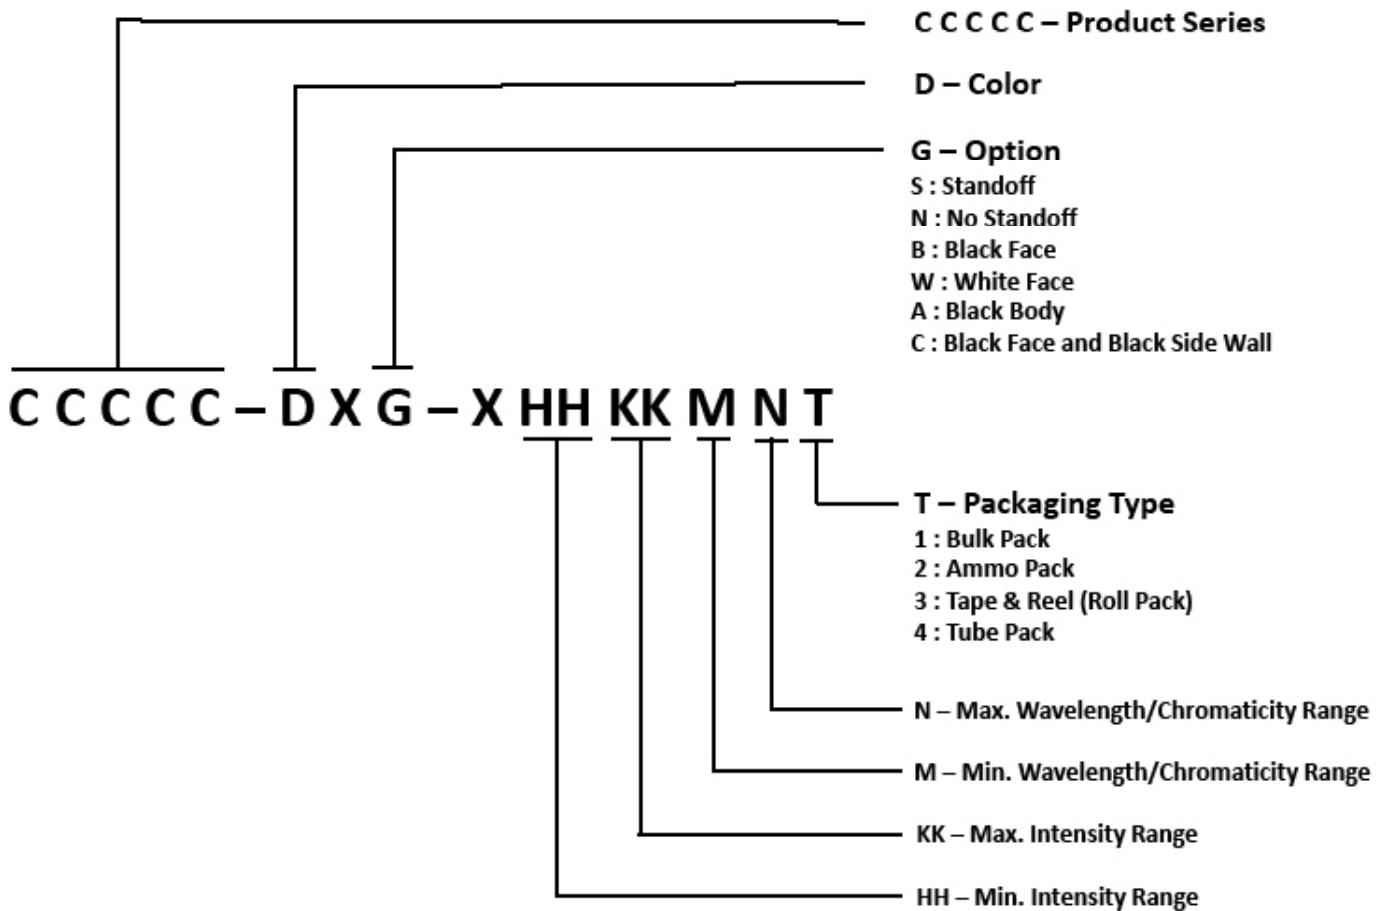 C C C C C – Product Series
D – Color
G – Option
S : Standoff
N : No Standoff
B : Black Face
W : White Face
A : Black Body
C : Black Face and Black Side Wall
C C C C C – D X G – X HH KK M N T
T – Packaging Type
1 : Bulk Pack
2 : Ammo Pack
3 : Tape & Reel (Roll Pack)
4 : Tube Pack
N – Max. Wavelength/Chromaticity Range
M – Min. Wavelength/Chromaticity Range
KK – Max. Intensity Range
HH – Min. Intensity Range